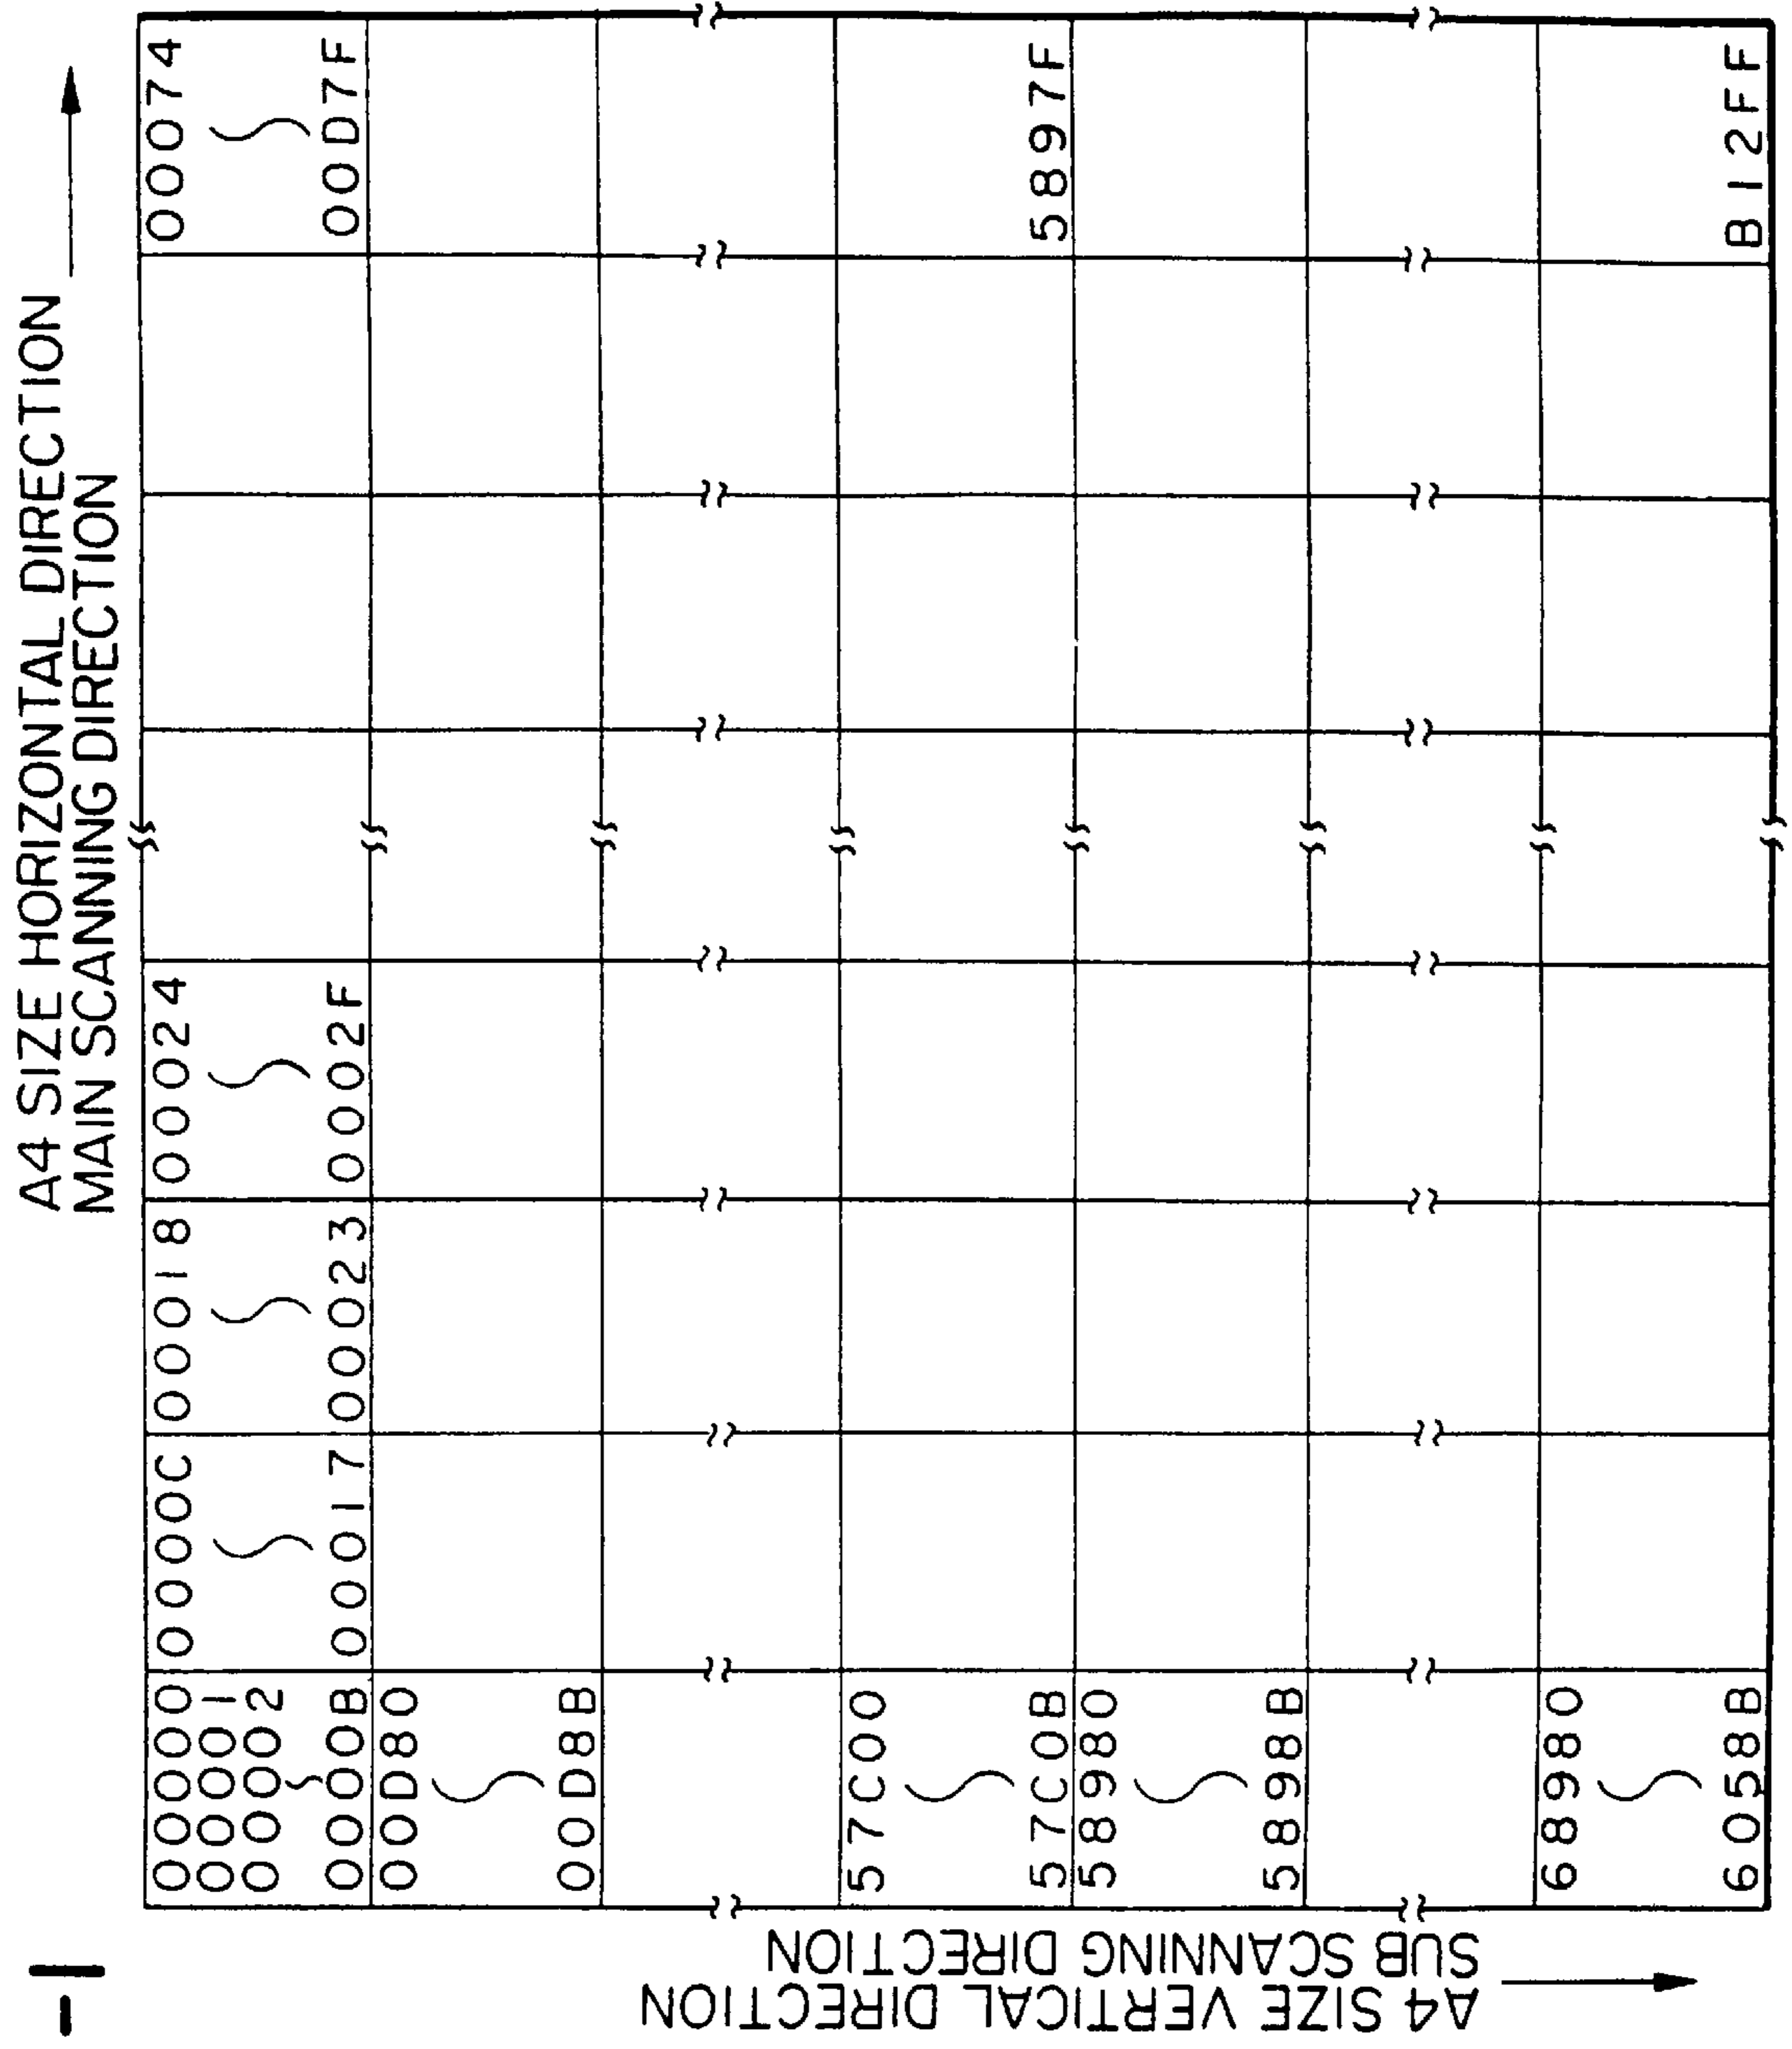 A4 SIZE HORIZONTAL DIRECTION
MAIN SCANNING DIRECTION
00000 0000C 00018 00024 00074
00001
00002
0000B 00017 00023 0002F 00D7F
00D80
00D8B
57C00
57C0B 5897F
58980
5898B
68980
6058B B12FF
A4 SIZE VERTICAL DIRECTION
SUB SCANNING DIRECTION